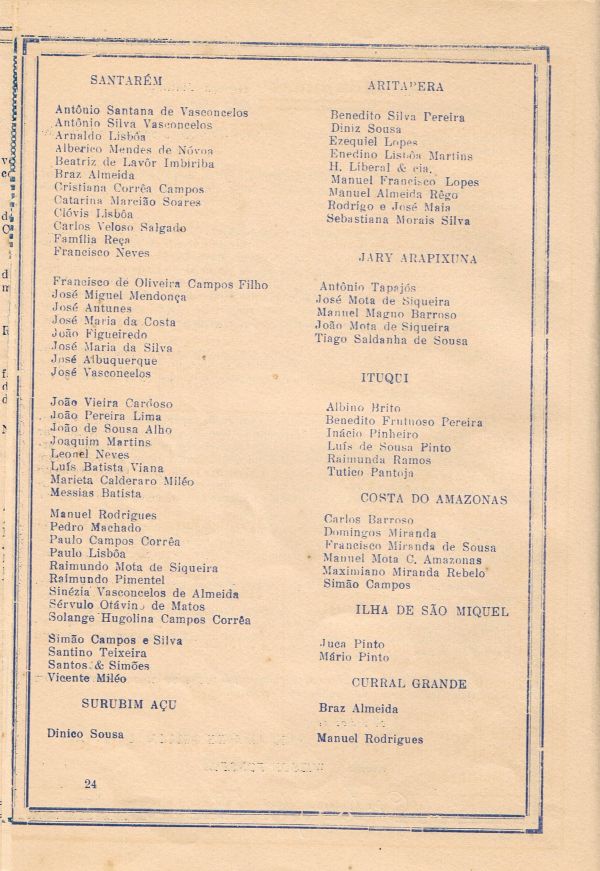 SANTARÉM
Antônio Santana de Vasconcelos
Antônio Silva Vasconcelos
Arnaldo Lisbôa
Alberico Mendes de Nóvoa
Beatriz de Lavôr Imbiriba
Braz Almeida
Cristiana Corrêa Campos
Catarina Marcião Soares
Clóvis Lisbôa
Carlos Veloso Salgado
Família Reça
Francisco Neves
Francisco de Oliveira Campos Filho
José Miguel Mendonça
José Antunes
José Maria da Costa
João Figueiredo
José Maria da Silva
José Albuquerque
José Vasconcelos
João Vieira Cardoso
João Pereira Lima
João de Sousa Alho
Joaquim Martins
Leonel Neves
Luís Batista Viana
Marieta Calderaro Miléo
Messias Batista
Manuel Rodrigues
Pedro Machado
Paulo Campos Corrêa
Paulo Lisbôa
Raimundo Mota de Siqueira
Raimundo Pimentel
Sinézia Vasconcelos de Almeida
Sérvulo Otávino de Matos
Solange Hugolina Campos Corrêa
Simão Campos e Silva
Santino Teixeira
Santos & Simões
Vicente Miléo
SURUBIM AÇU
Dinico Sousa
24
ARITAPERA
Benedito Silva Pereira
Diniz Sousa
Ezequiel Lopes
Enedino Lisbôa Martins
H. Liberal & cia.
Manuel Francisco Lopes
Manuel Almeida Rêgo
Rodrigo e José Maia
Sebastiana Morais Silva
JARY ARAPIXUNA
Antônio Tapajós
José Mota de Siqueira
Manuel Magno Barroso
João Mota de Siqueira
Tiago Saldanha de Sousa
ITUQUI
Albino Brito
Benedito Frutuoso Pereira
Inácio Pinheiro
Luís de Sousa Pinto
Raimunda Ramos
Tutico Pantoja
COSTA DO AMAZONAS
Carlos Barroso
Domingos Miranda
Francisco Miranda de Sousa
Manuel Mota C. Amazonas
Maximiano Miranda Rebelo
Simão Campos
ILHA DE SÃO MIQUEL
Juca Pinto
Mário Pinto
CURRAL GRANDE
Braz Almeida
Manuel Rodrigues